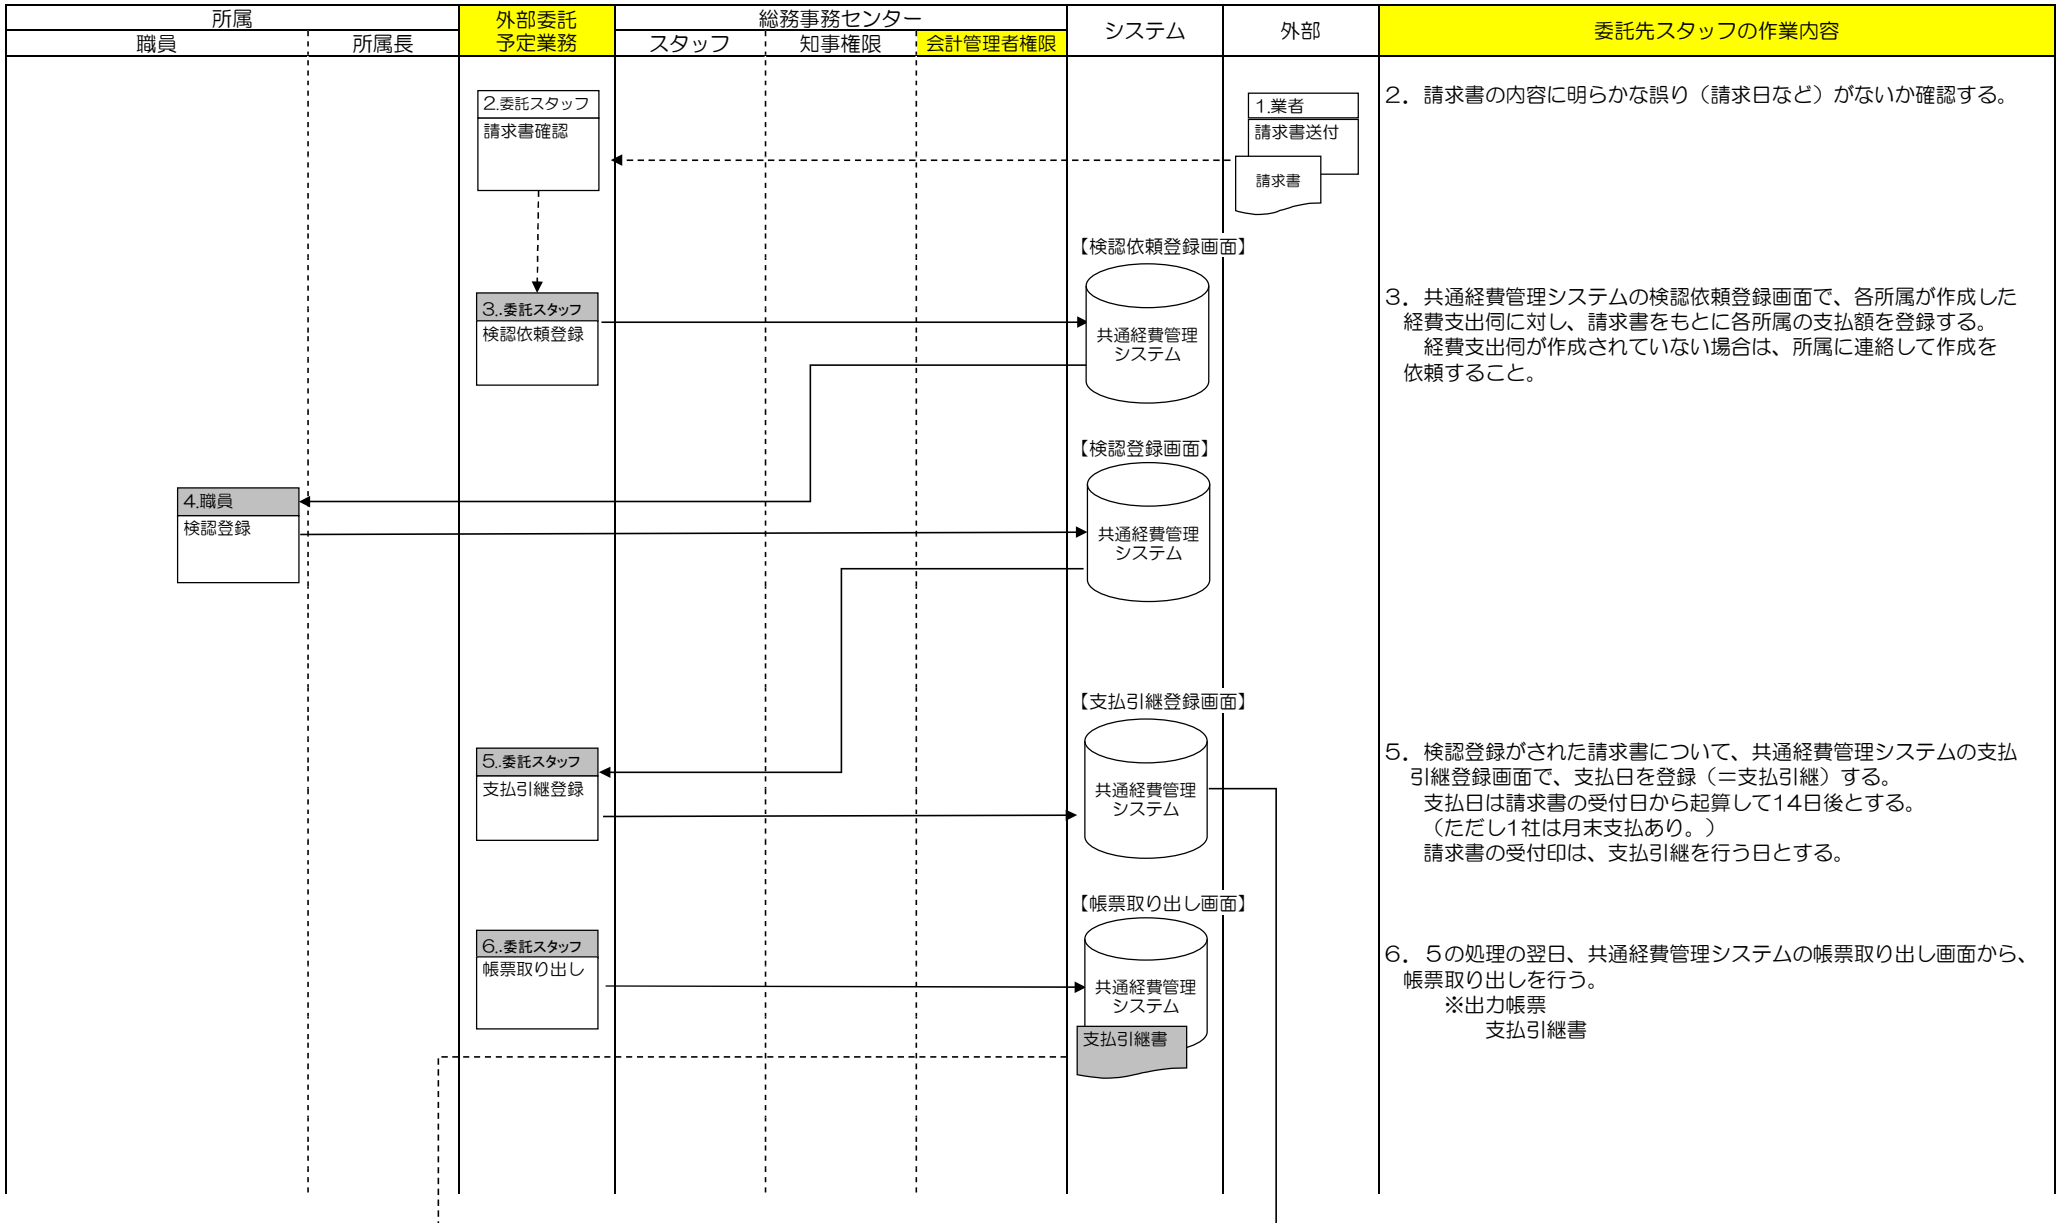 所属
外部委託
予定業務
総務事務センター
システム
外部
委託先スタッフの作業内容
職員
所属長
スタッフ
知事権限
会計管理者権限
2.委託スタッフ
請求書確認
1.業者
請求書送付
請求書
2．請求書の内容に明らかな誤り（請求日など）がないか確認する。
【検認依頼登録画面】
3..委託スタッフ
検認依頼登録
共通経費管理
システム
3．共通経費管理システムの検認依頼登録画面で、各所属が作成した
経費支出伺に対し、請求書をもとに各所属の支払額を登録する。
経費支出伺が作成されていない場合は、所属に連絡して作成を
依頼すること。
【検認登録画面】
4.職員
検認登録
共通経費管理
システム
【支払引継登録画面】
5..委託スタッフ
支払引継登録
共通経費管理
システム
5．検認登録がされた請求書について、共通経費管理システムの支払
引継登録画面で、支払日を登録（＝支払引継）する。
支払日は請求書の受付日から起算して14日後とする。
（ただし1社は月末支払あり。）
請求書の受付印は、支払引継を行う日とする。
【帳票取り出し画面】
6..委託スタッフ
帳票取り出し
共通経費管理
システム
支払引継書
6．５の処理の翌日、共通経費管理システムの帳票取り出し画面から、
帳票取り出しを行う。
※出力帳票
支払引継書